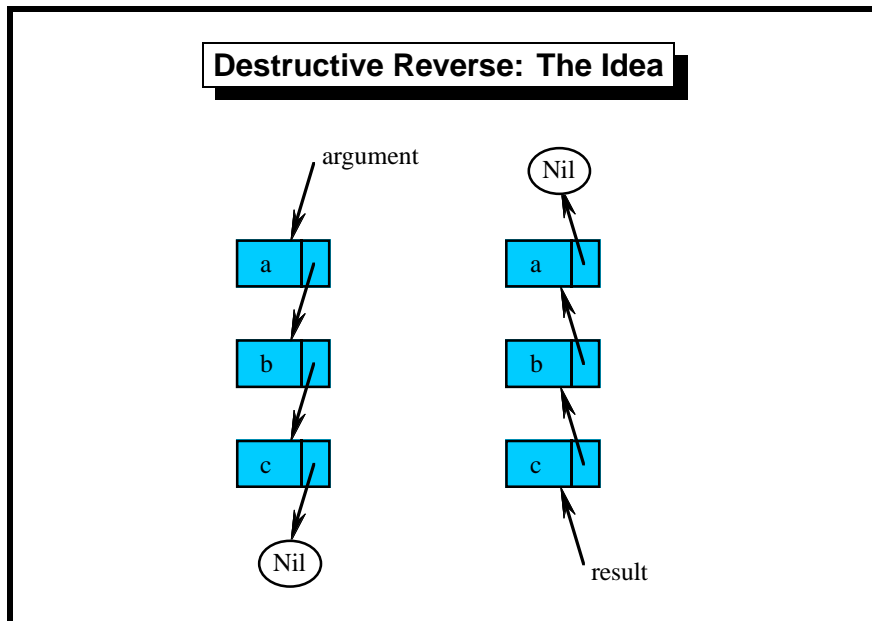 Destructive Reverse: The Idea
argument
Nil
a
a
b
b
c
c
Nil
result